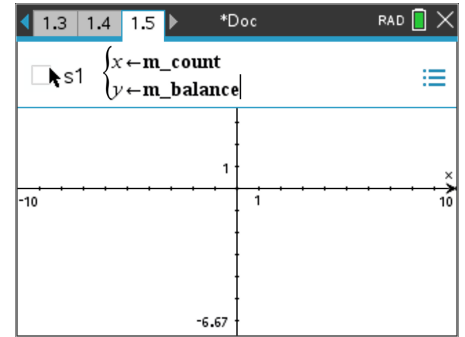 1.3 1.4 1.5 *Doc RAD
s1 {x←m_count
y←m_balance
1
x
-10 1 10
-6.67